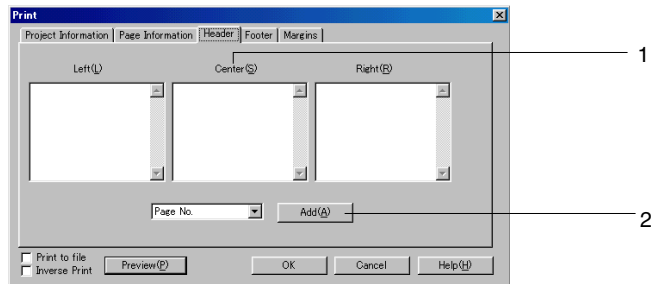 Print
Project Information Page Information Header Footer Margins
Left(L) Center(S) Right(R)
1
Page No. Add(A)
2
Print to file
Inverse Print Preview(P) OK Cancel Help(H)